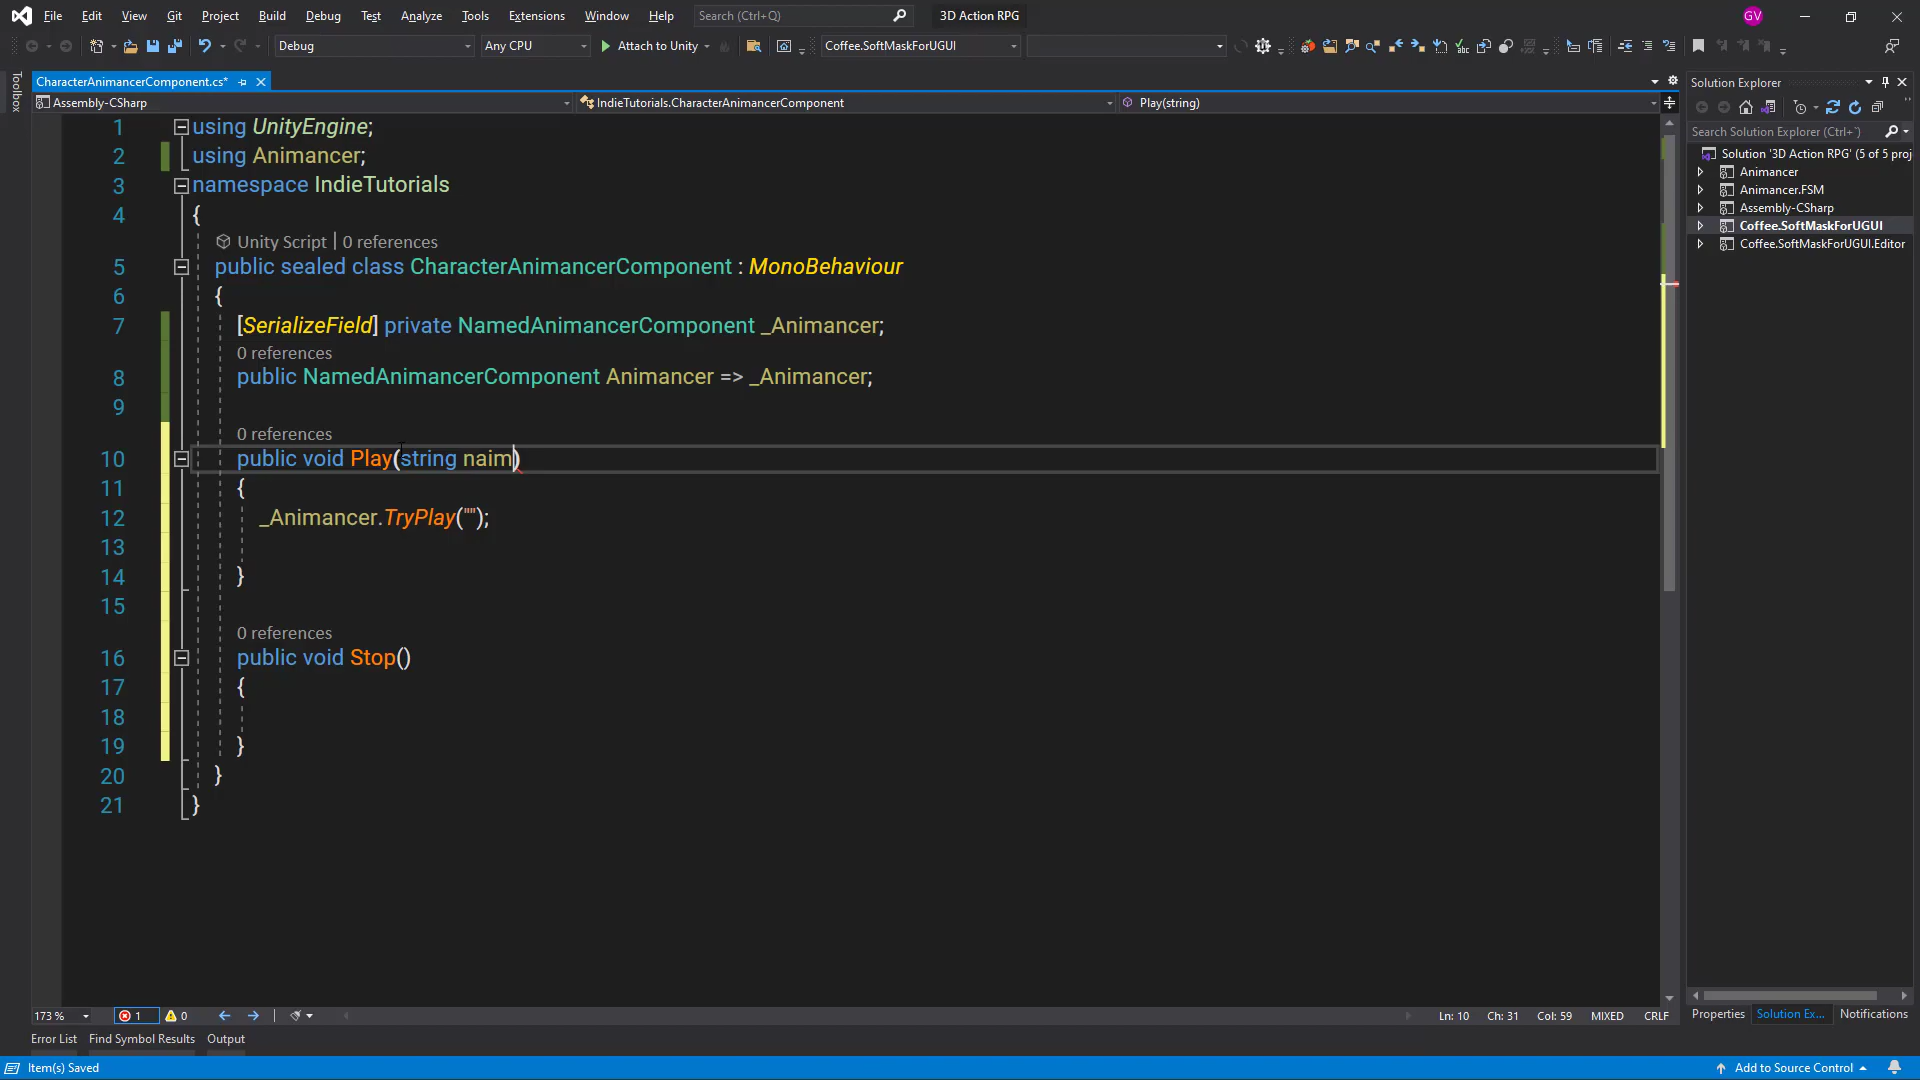 File Edit View Git Project Build Debug Test Analyze Tools Extensions Window Help Search (Ctrl+Q) 3D Action RPG GV
Debug Any CPU Attach to Unity Coffee.SoftMaskForUGUI
Toolbox
CharacterAnimancerComponent.cs*
Assembly-CSharp IndieTutorials.CharacterAnimancerComponent Play(string)
1 using UnityEngine;
2 using Animancer;
3 namespace IndieTutorials
4 {
Unity Script | 0 references
5 public sealed class CharacterAnimancerComponent : MonoBehaviour
6 {
7 [SerializeField] private NamedAnimancerComponent _Animancer;
0 references
8 public NamedAnimancerComponent Animancer => _Animancer;
9
0 references
10 public void Play(string naim)
11 {
12 _Animancer.TryPlay("");
13
14 }
15
0 references
16 public void Stop()
17 {
18
19 }
20 }
21 }
173 % 1 0 Ln: 10 Ch: 31 Col: 59 MIXED CRLF
Error List Find Symbol Results Output
Item(s) Saved Add to Source Control
Solution Explorer
Search Solution Explorer (Ctrl+`)
Solution '3D Action RPG' (5 of 5 proj
Animancer
Animancer.FSM
Assembly-CSharp
Coffee.SoftMaskForUGUI
Coffee.SoftMaskForUGUI.Editor
Properties Solution Ex... Notifications